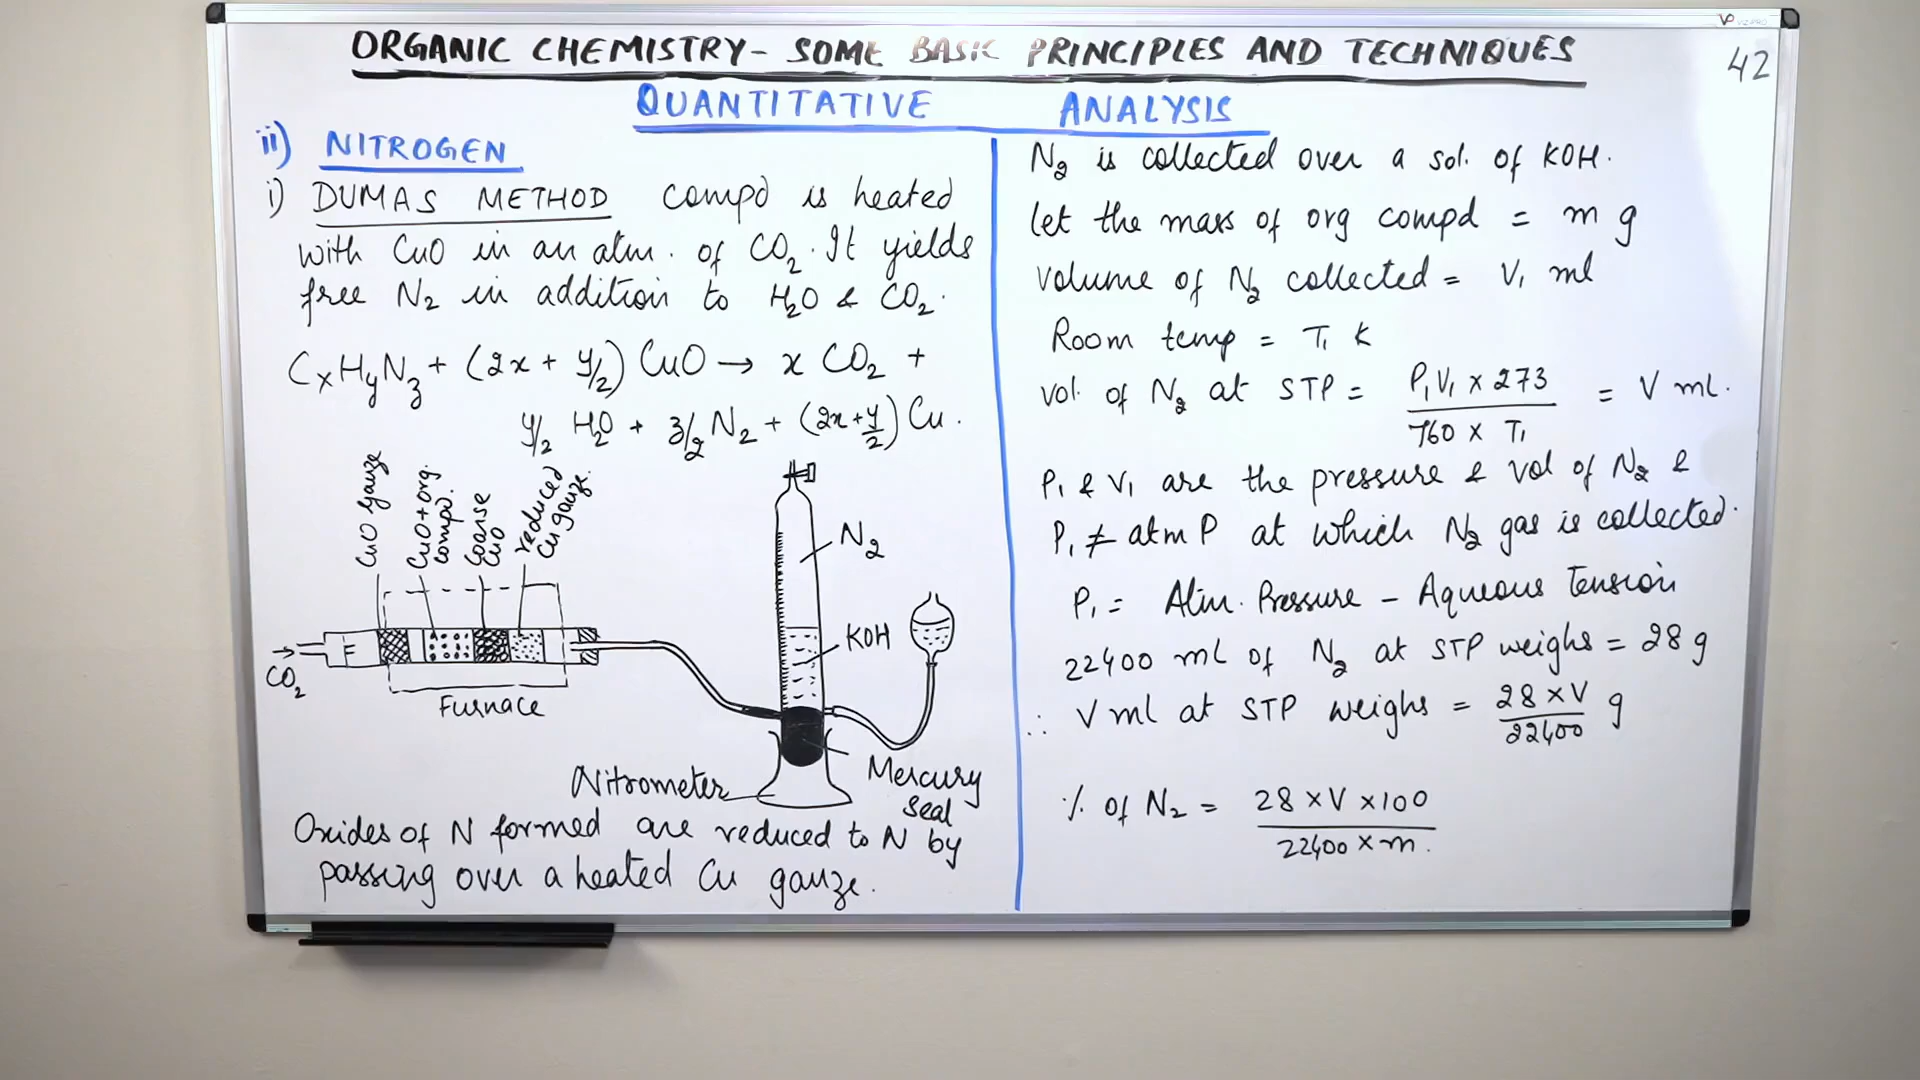 ORGANIC CHEMISTRY - SOME BASIC PRINCIPLES AND TECHNIQUES
42
QUANTITATIVE ANALYSIS
ii) NITROGEN
i) DUMAS METHOD compd is heated
with CuO in an atm. of CO₂. It yields
free N₂ in addition to H₂O & CO₂.
CxHyNz + (2x + y/2) CuO → x CO₂ +
y/2 H₂O + z/2 N₂ + (2x + y/2) Cu.
CuO gauze
CuO + org. compd.
Coarse CuO
reduced Cu gauze.
N₂
KOH
F
CO₂
Furnace
Nitrometer
Mercury seal
Oxides of N formed are reduced to N by
passing over a heated Cu gauze.
N₂ is collected over a sol. of KOH.
let the mass of org compd = m g
volume of N₂ collected = V₁ ml
Room temp = T₁ K
vol. of N₂ at STP = P₁V₁ x 273 / 760 x T₁ = V ml.
P₁ & V₁ are the pressure & vol of N₂ &
P₁ ≠ atm P at which N₂ gas is collected.
P₁ = Atm. Pressure - Aqueous Tension
22400 ml of N₂ at STP weighs = 28 g
∴ V ml at STP weighs = 28 x V / 22400 g
% of N₂ = 28 x V x 100 / 22400 x m.